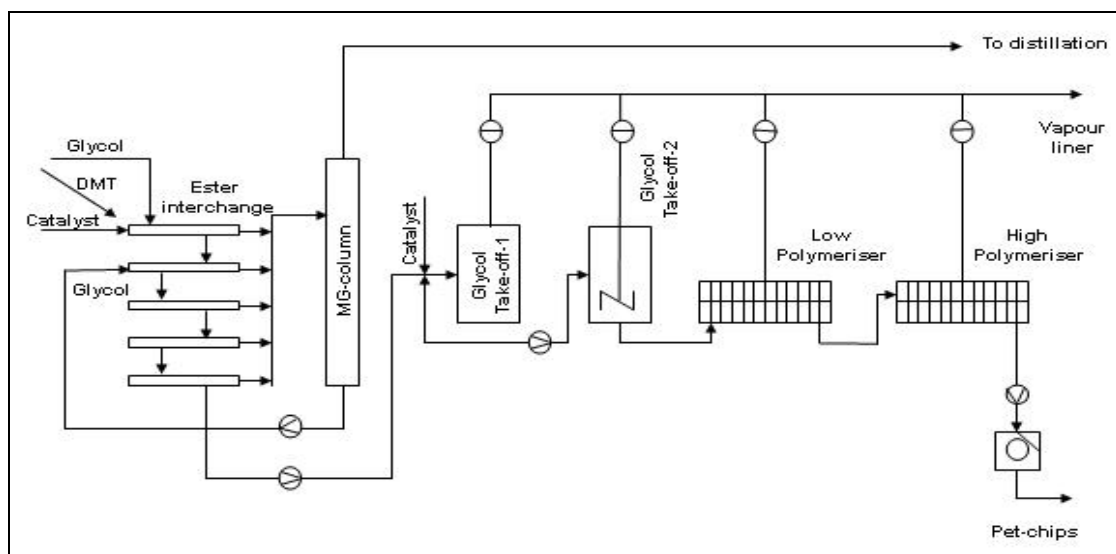 To distillation
Vapour
liner
Glycol
DMT
Catalyst
Ester
interchange
Glycol
MG-column
Catalyst
Glycol
Take-off-1
Glycol
Take-off-2
Low
Polymeriser
High
Polymeriser
Pet-chips